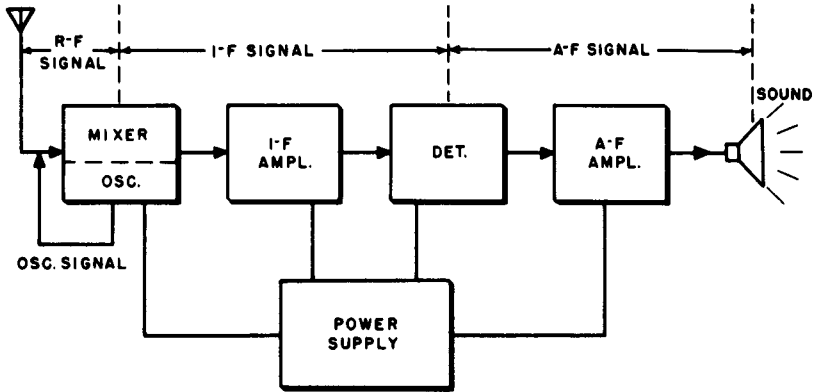 R-F
SIGNAL
I-F SIGNAL
A-F SIGNAL
SOUND
MIXER
OSC.
I-F
AMPL.
DET.
A-F
AMPL.
OSC. SIGNAL
POWER
SUPPLY